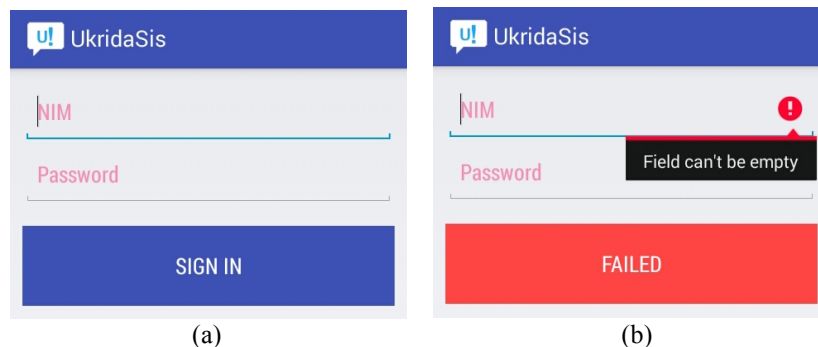 U! UkridaSis
NIM
Password
SIGN IN
(a)
U! UkridaSis
NIM
Field can't be empty
Password
FAILED
(b)